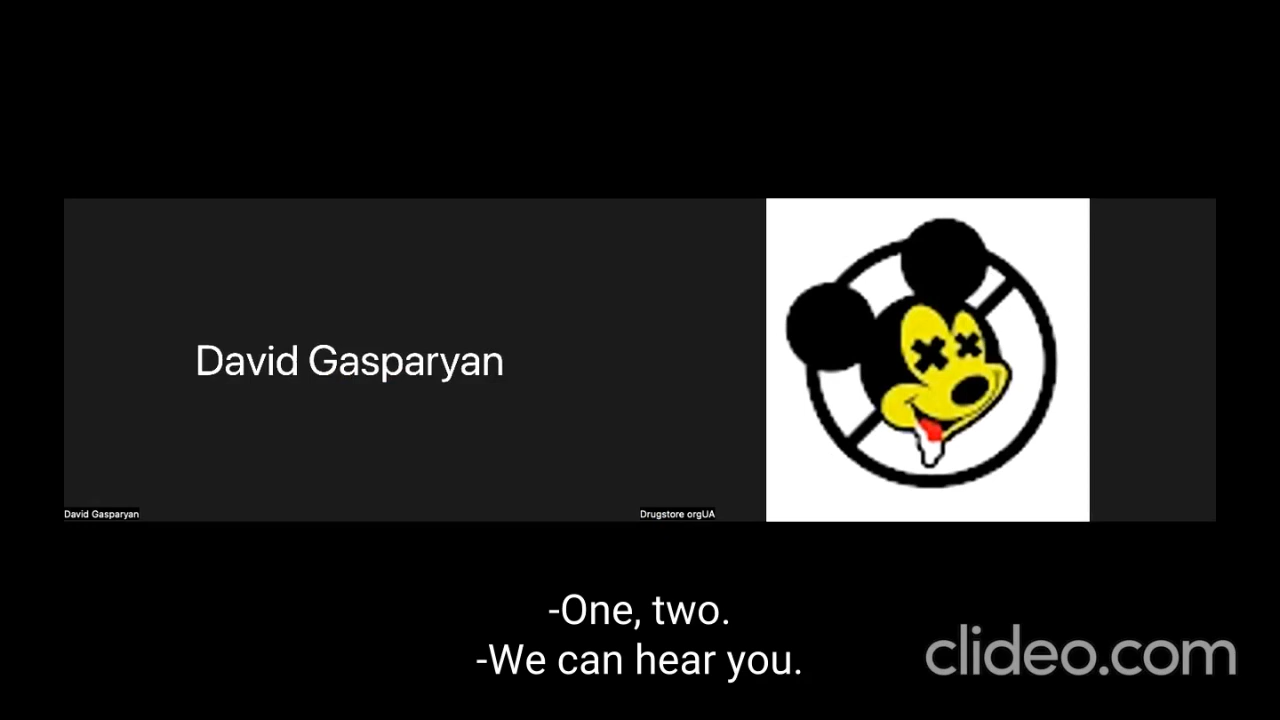 David Gasparyan
David Gasparyan
Drugstore orgUA
-One, two.
-We can hear you.
clideo.com